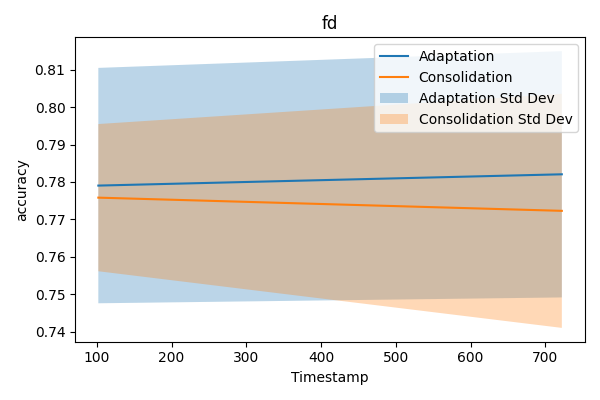 fd
Adaptation
Consolidation
Adaptation Std Dev
Consolidation Std Dev
accuracy
0.81
0.80
0.79
0.78
0.77
0.76
0.75
0.74
100 200 300 400 500 600 700
Timestamp